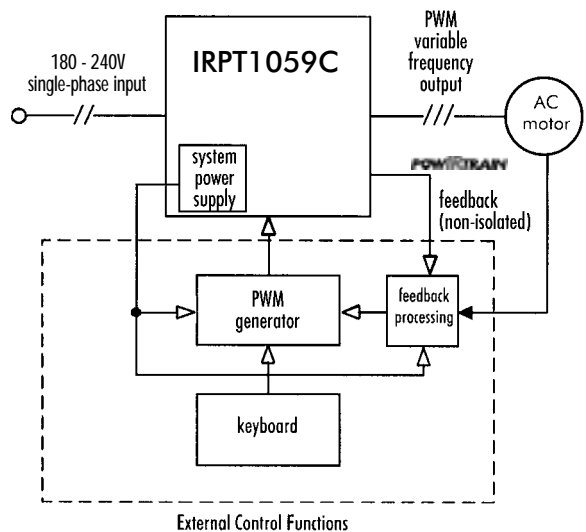 180 - 240V
single-phase input
IRPT1059C
PWM
variable
frequency
output
AC
motor
system
power
supply
POWIRTRAIN
feedback
(non-isolated)
PWM
generator
feedback
processing
keyboard
External Control Functions